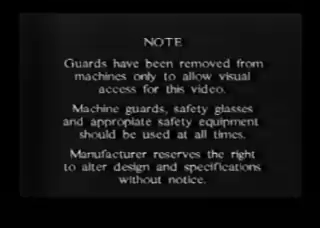 NOTE
Guards have been removed from
machines only to allow visual
access for this video.
Machine guards, safety glasses
and appropiate safety equipment
should be used at all times.
Manufacturer reserves the right
to alter design and specifications
without notice.